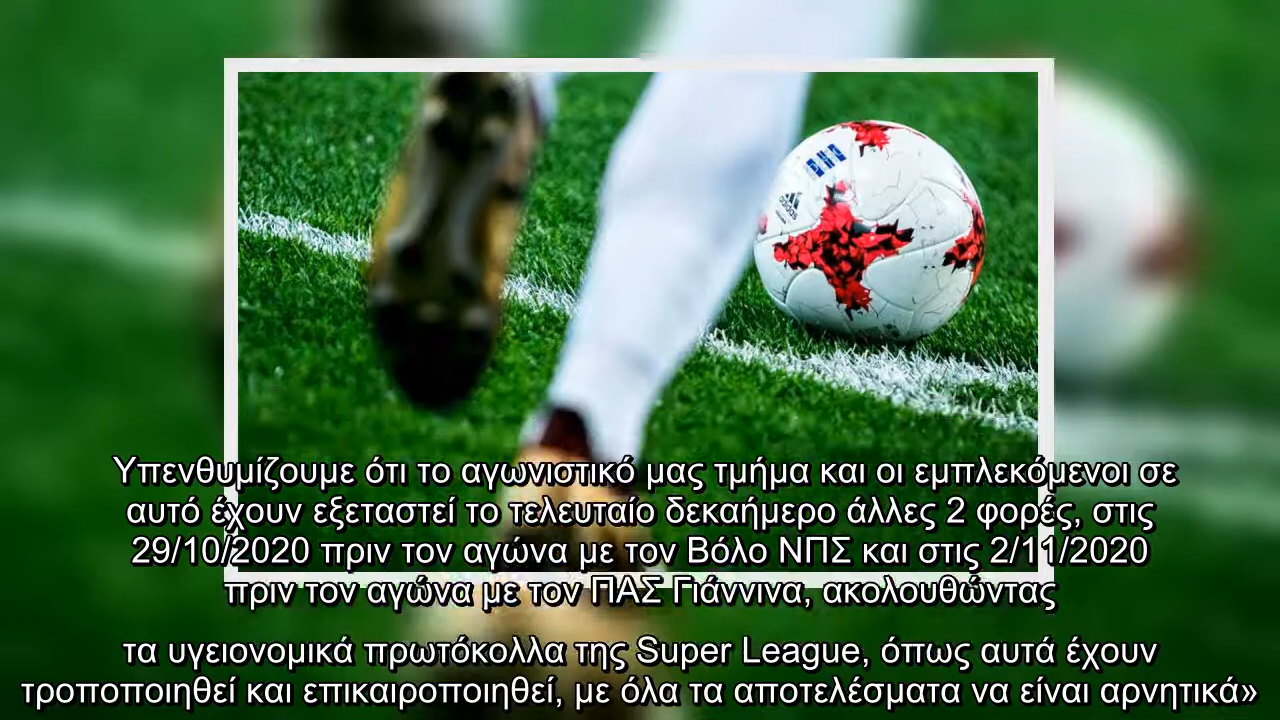 adidas
Υπενθυμίζουμε ότι το αγωνιστικό μας τμήμα και οι εμπλεκόμενοι σε
αυτό έχουν εξεταστεί το τελευταίο δεκαήμερο άλλες 2 φορές, στις
29/10/2020 πριν τον αγώνα με τον Βόλο ΝΠΣ και στις 2/11/2020
πριν τον αγώνα με τον ΠΑΣ Γιάννινα, ακολουθώντας
τα υγειονομικά πρωτόκολλα της Super League, όπως αυτά έχουν
τροποποιηθεί και επικαιροποιηθεί, με όλα τα αποτελέσματα να είναι αρνητικά»